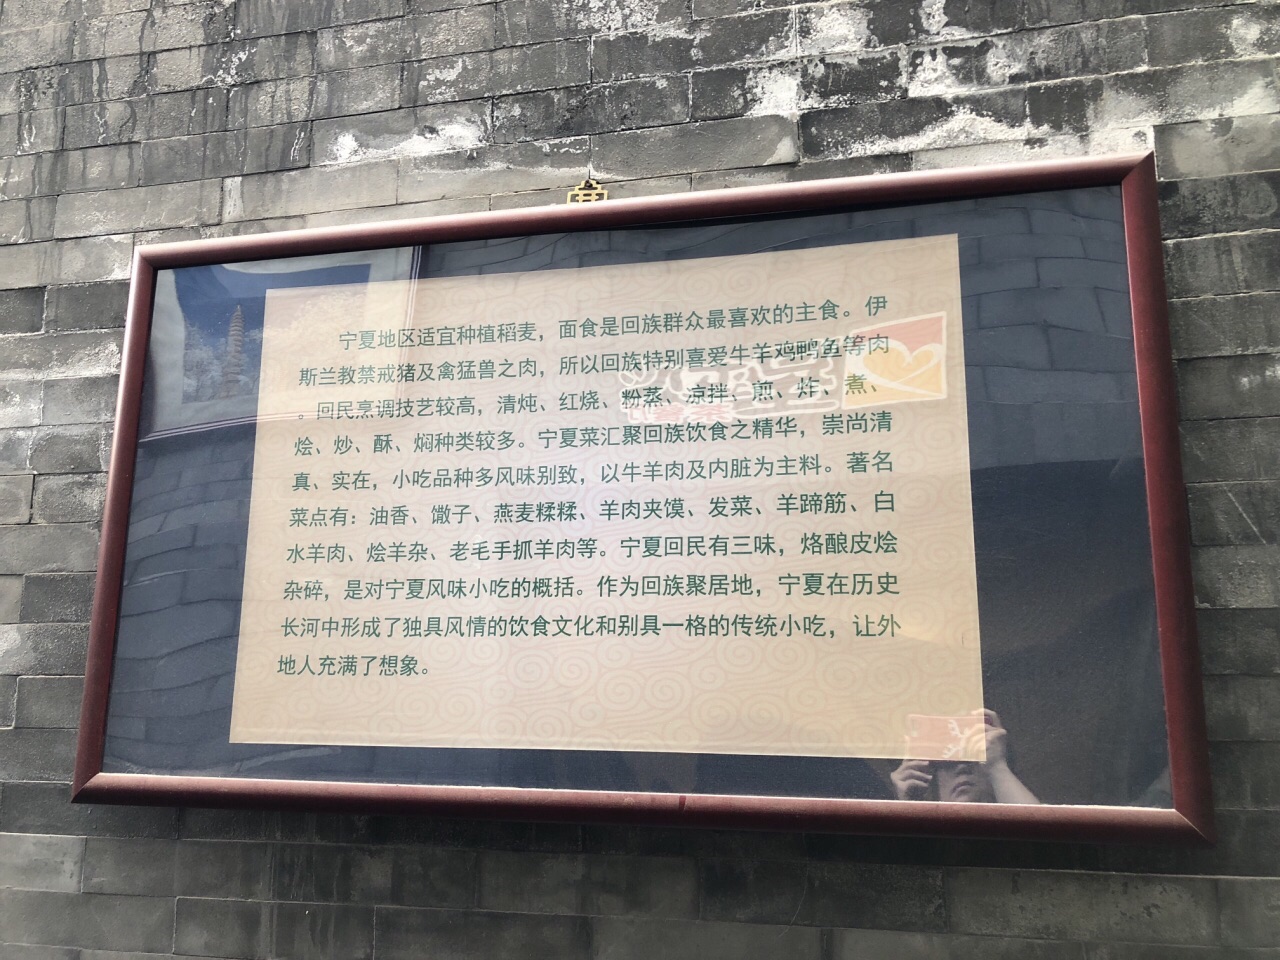 宁夏地区适宜种植稻麦，面食是回族群众最喜欢的主食。伊
斯兰教禁戒猪及禽猛兽之肉，所以回族特别喜爱牛羊鸡鸭鱼等肉
。回民烹调技艺较高，清炖、红烧、粉蒸、凉拌、煎、炸、煮、
烩、炒、酥、焖种类较多。宁夏菜汇聚回族饮食之精华，崇尚清
真、实在，小吃品种多风味别致，以牛羊肉及内脏为主料。著名
菜点有：油香、馓子、燕麦糅糅、羊肉夹馍、发菜、羊蹄筋、白
水羊肉、烩羊杂、老毛手抓羊肉等。宁夏回民有三味，烙酿皮烩
杂碎，是对宁夏风味小吃的概括。作为回族聚居地，宁夏在历史
长河中形成了独具风情的饮食文化和别具一格的传统小吃，让外
地人充满了想象。